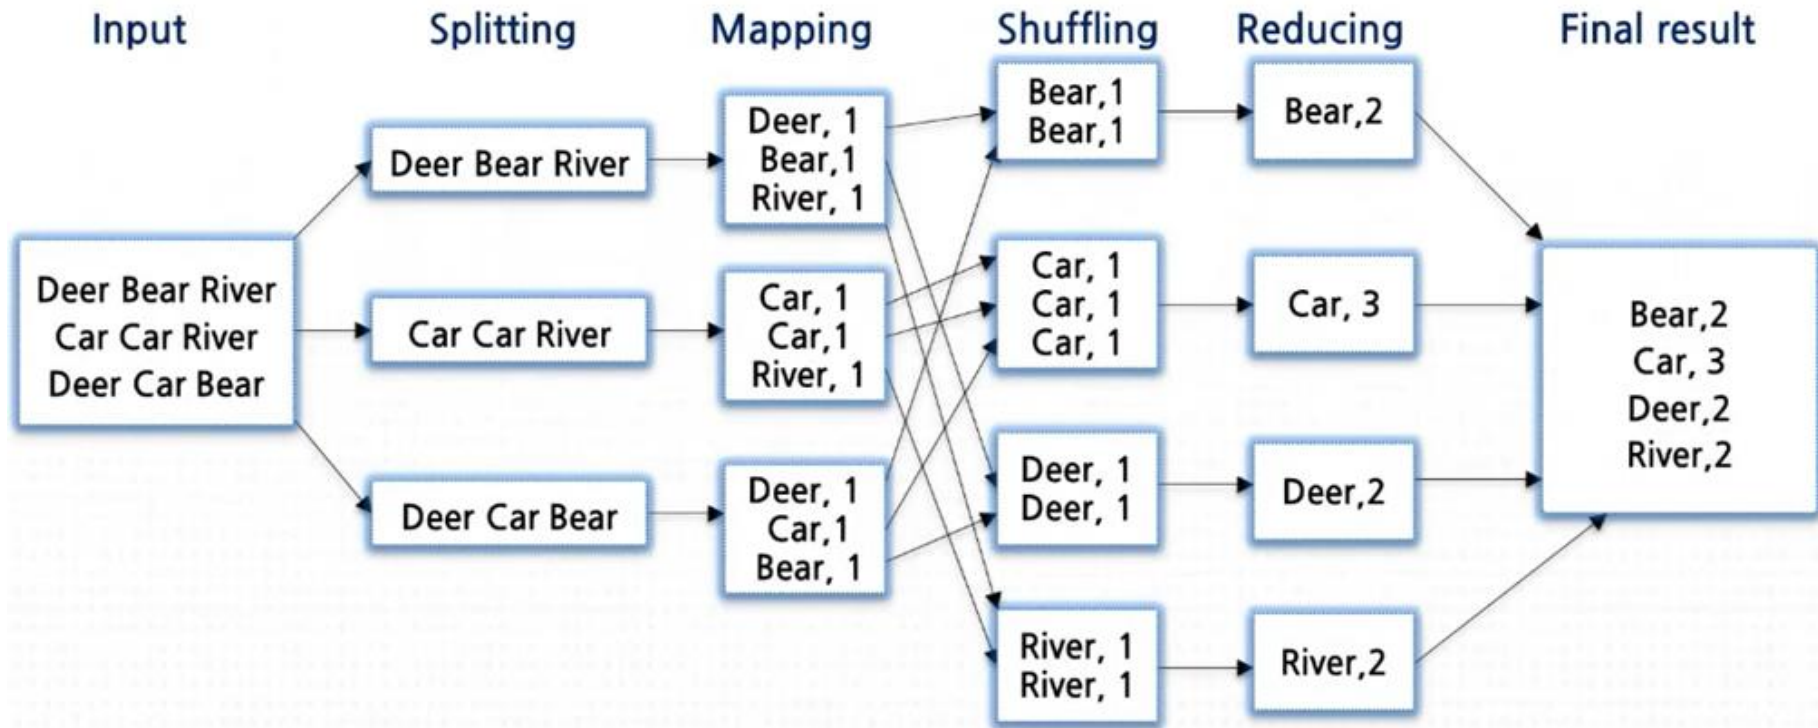 Input
Splitting
Mapping
Shuffling
Reducing
Final result
Deer Bear River
Car Car River
Deer Car Bear
Deer Bear River
Car Car River
Deer Car Bear
Deer, 1
Bear,1
River, 1
Car, 1
Car,1
River, 1
Deer, 1
Car,1
Bear, 1
Bear,1
Bear,1
Car, 1
Car, 1
Car, 1
Deer, 1
Deer, 1
River, 1
River, 1
Bear,2
Car, 3
Deer,2
River,2
Bear,2
Car, 3
Deer,2
River,2